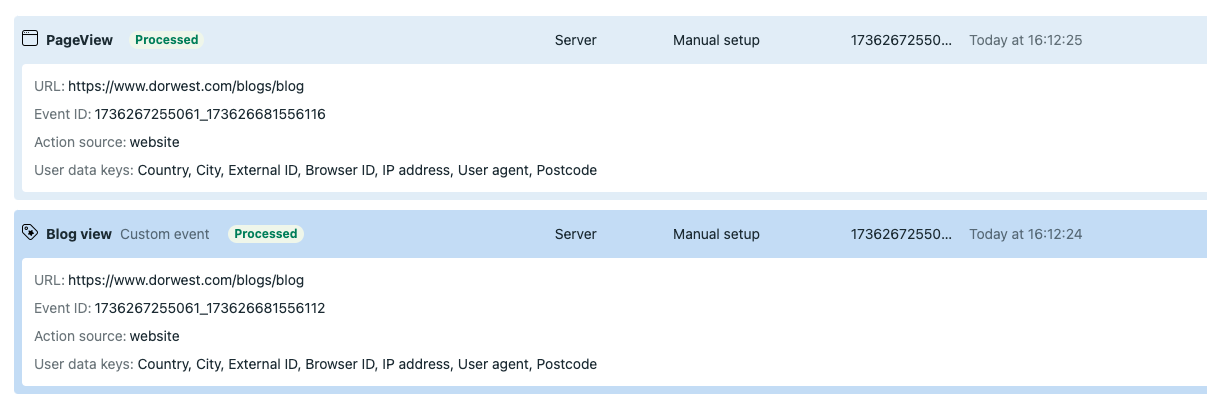 PageView Processed Server Manual setup 17362672550... Today at 16:12:25
URL: https://www.dorwest.com/blogs/blog
Event ID: 1736267255061_173626681556116
Action source: website
User data keys: Country, City, External ID, Browser ID, IP address, User agent, Postcode
Blog view Custom event Processed Server Manual setup 17362672550... Today at 16:12:24
URL: https://www.dorwest.com/blogs/blog
Event ID: 1736267255061_173626681556112
Action source: website
User data keys: Country, City, External ID, Browser ID, IP address, User agent, Postcode